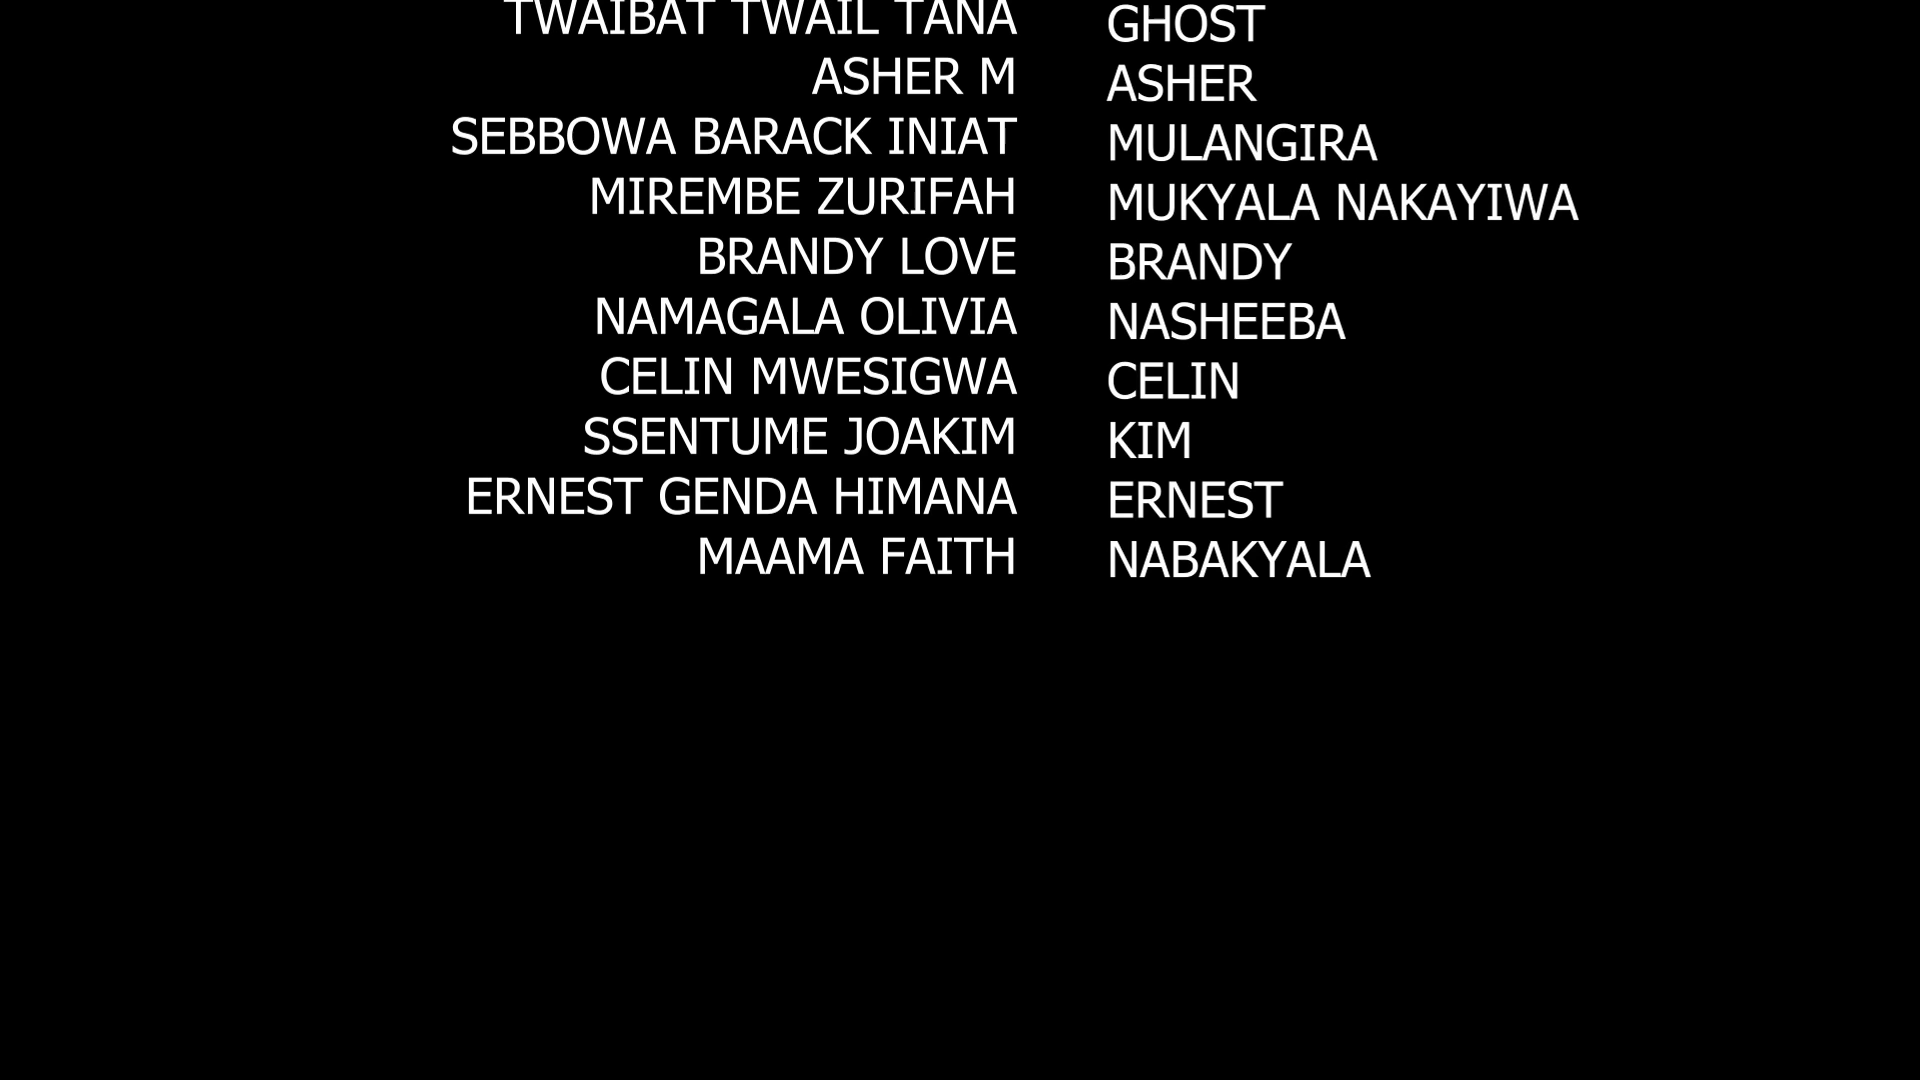 TWAIBAT TWAIL TANA GHOST
ASHER M ASHER
SEBBOWA BARACK INIAT MULANGIRA
MIREMBE ZURIFAH MUKYALA NAKAYIWA
BRANDY LOVE BRANDY
NAMAGALA OLIVIA NASHEEBA
CELIN MWESIGWA CELIN
SSENTUME JOAKIM KIM
ERNEST GENDA HIMANA ERNEST
MAAMA FAITH NABAKYALA